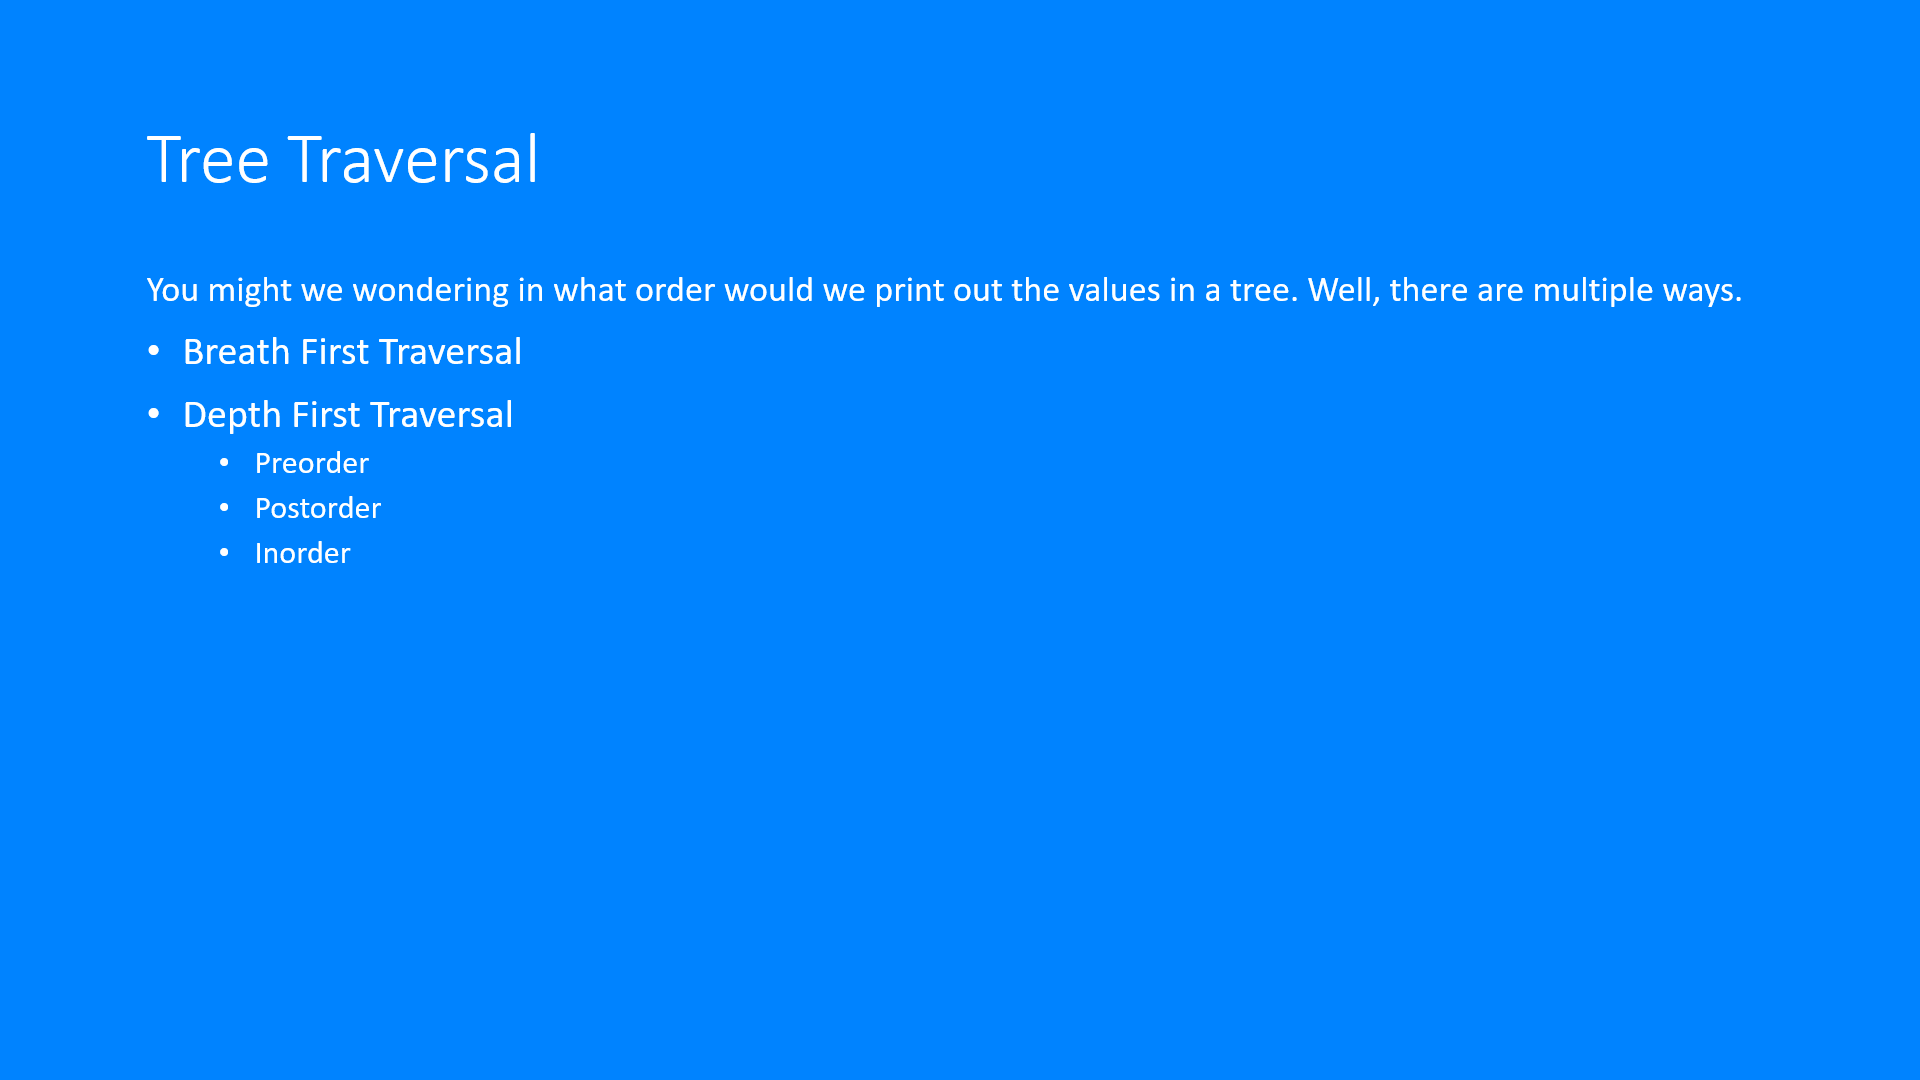 Tree Traversal
You might we wondering in what order would we print out the values in a tree. Well, there are multiple ways.
• Breath First Traversal
• Depth First Traversal
• Preorder
• Postorder
• Inorder